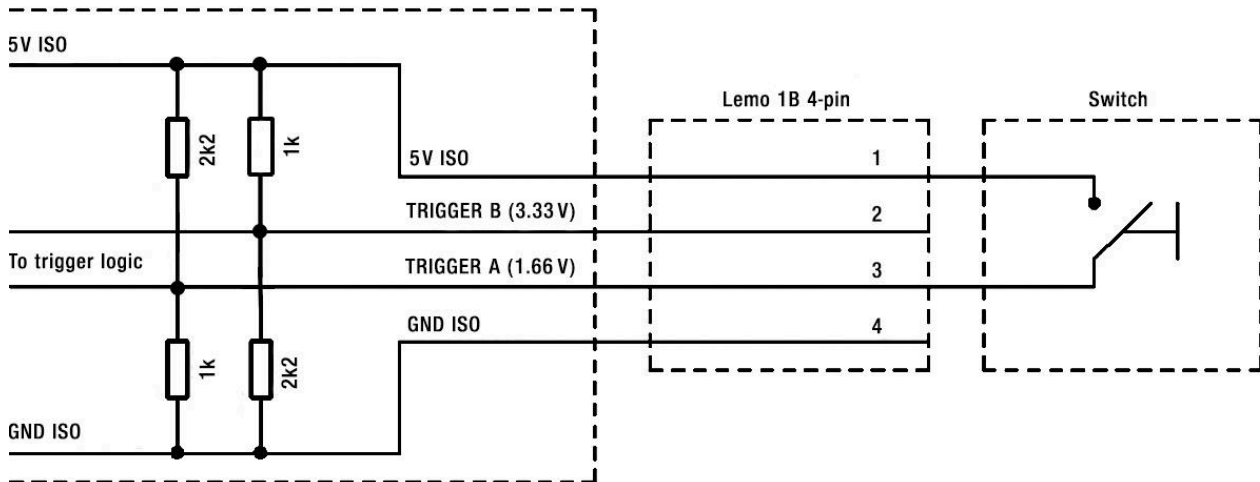 5V ISO
Lemo 1B 4-pin
Switch
2k2
1k
5V ISO
1
TRIGGER B (3.33 V)
2
To trigger logic
TRIGGER A (1.66 V)
3
GND ISO
4
1k
2k2
GND ISO